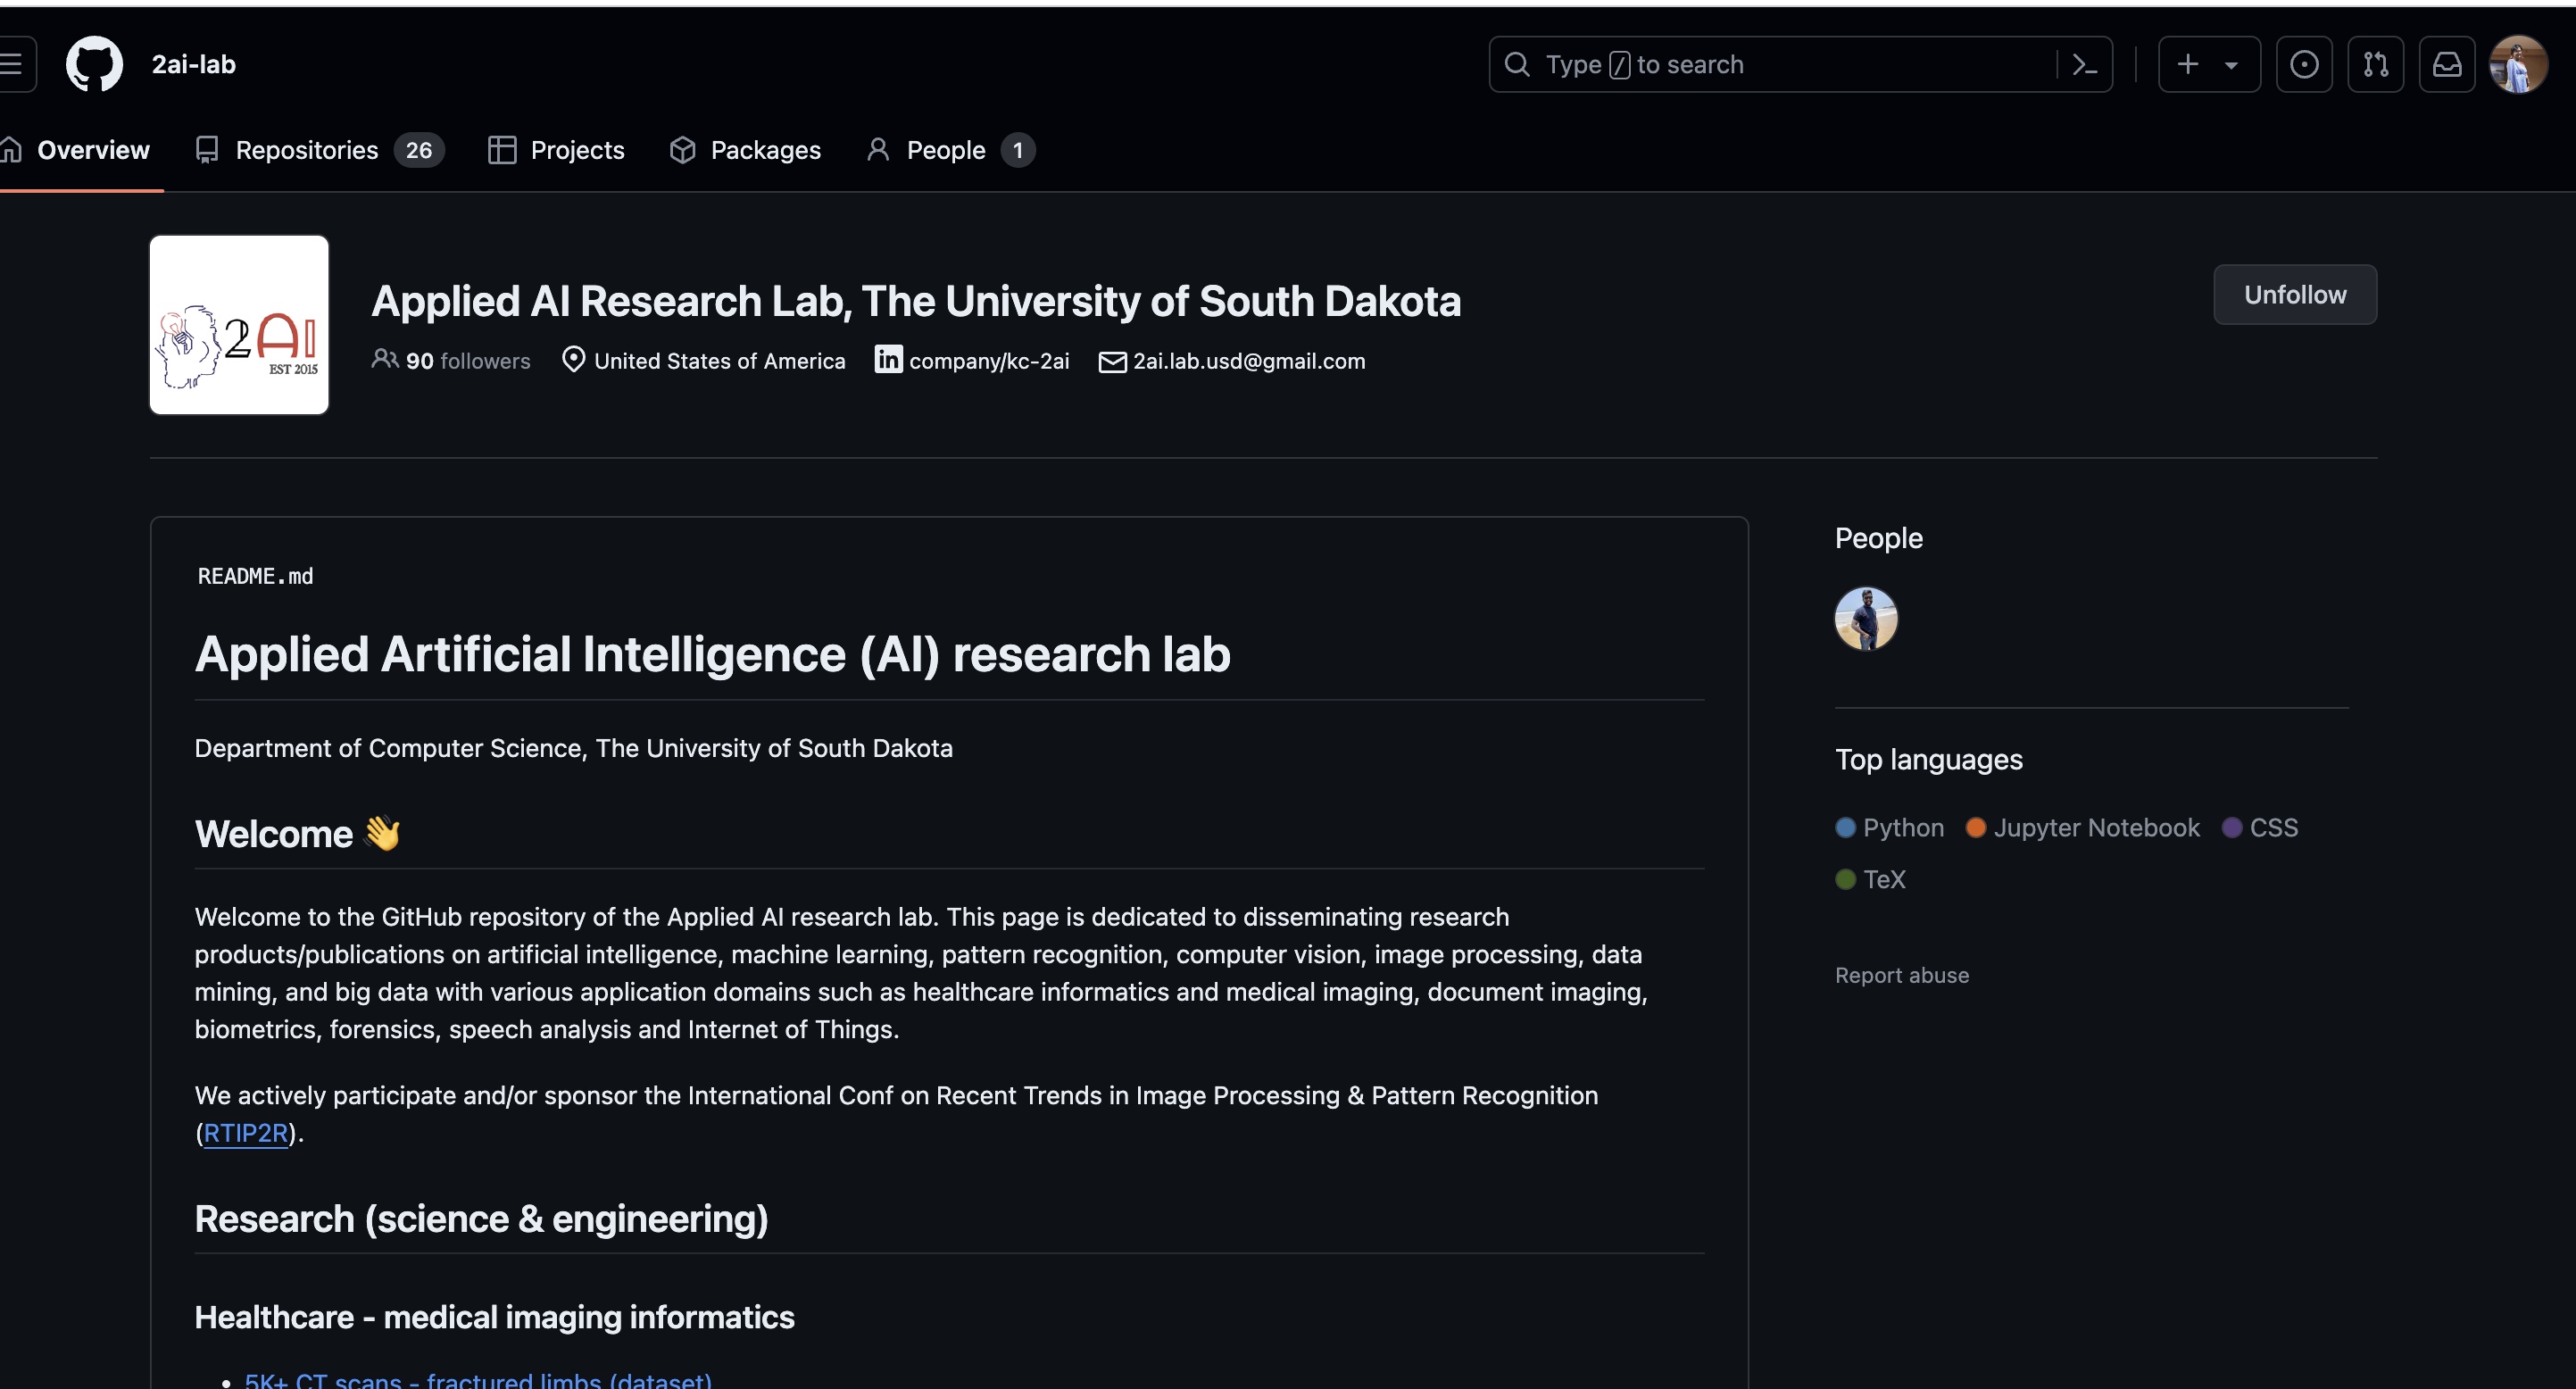 2ai-lab
Type / to search
Overview
Repositories 26
Projects
Packages
People 1
2AI
EST 2015
Applied AI Research Lab, The University of South Dakota
Unfollow
90 followers
United States of America
company/kc-2ai
2ai.lab.usd@gmail.com
README.md
Applied Artificial Intelligence (AI) research lab
Department of Computer Science, The University of South Dakota
Welcome 👋
Welcome to the GitHub repository of the Applied AI research lab. This page is dedicated to disseminating research
products/publications on artificial intelligence, machine learning, pattern recognition, computer vision, image processing, data
mining, and big data with various application domains such as healthcare informatics and medical imaging, document imaging,
biometrics, forensics, speech analysis and Internet of Things.
We actively participate and/or sponsor the International Conf on Recent Trends in Image Processing & Pattern Recognition
(RTIP2R).
Research (science & engineering)
Healthcare - medical imaging informatics
• 5K+ CT scans - fractured limbs (dataset)
People
Top languages
Python
Jupyter Notebook
CSS
TeX
Report abuse